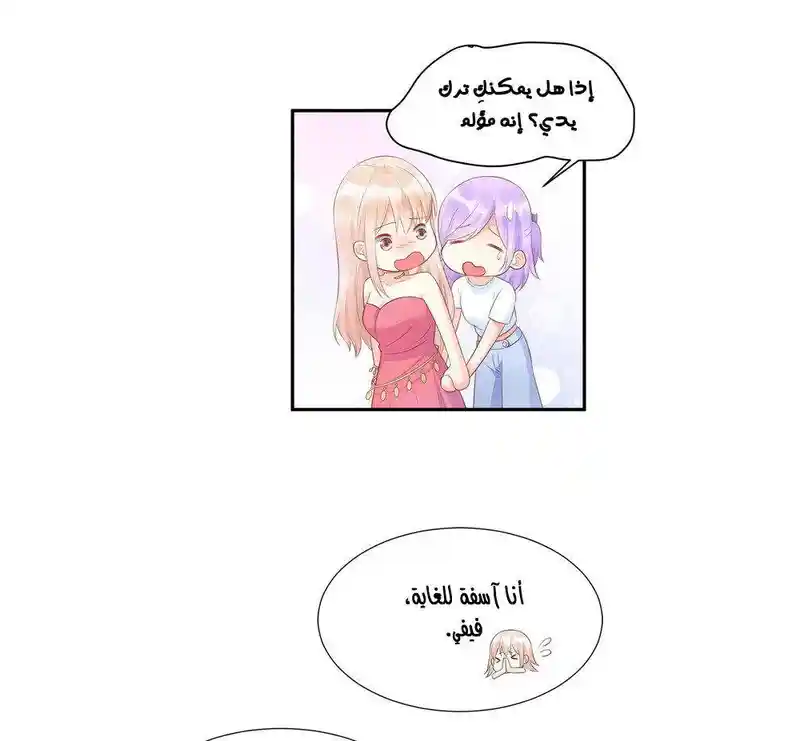 إذا هل يمكنكِ ترك
يدي؟ إنه مؤلم
أنا آسفة للغاية،
فيفي.